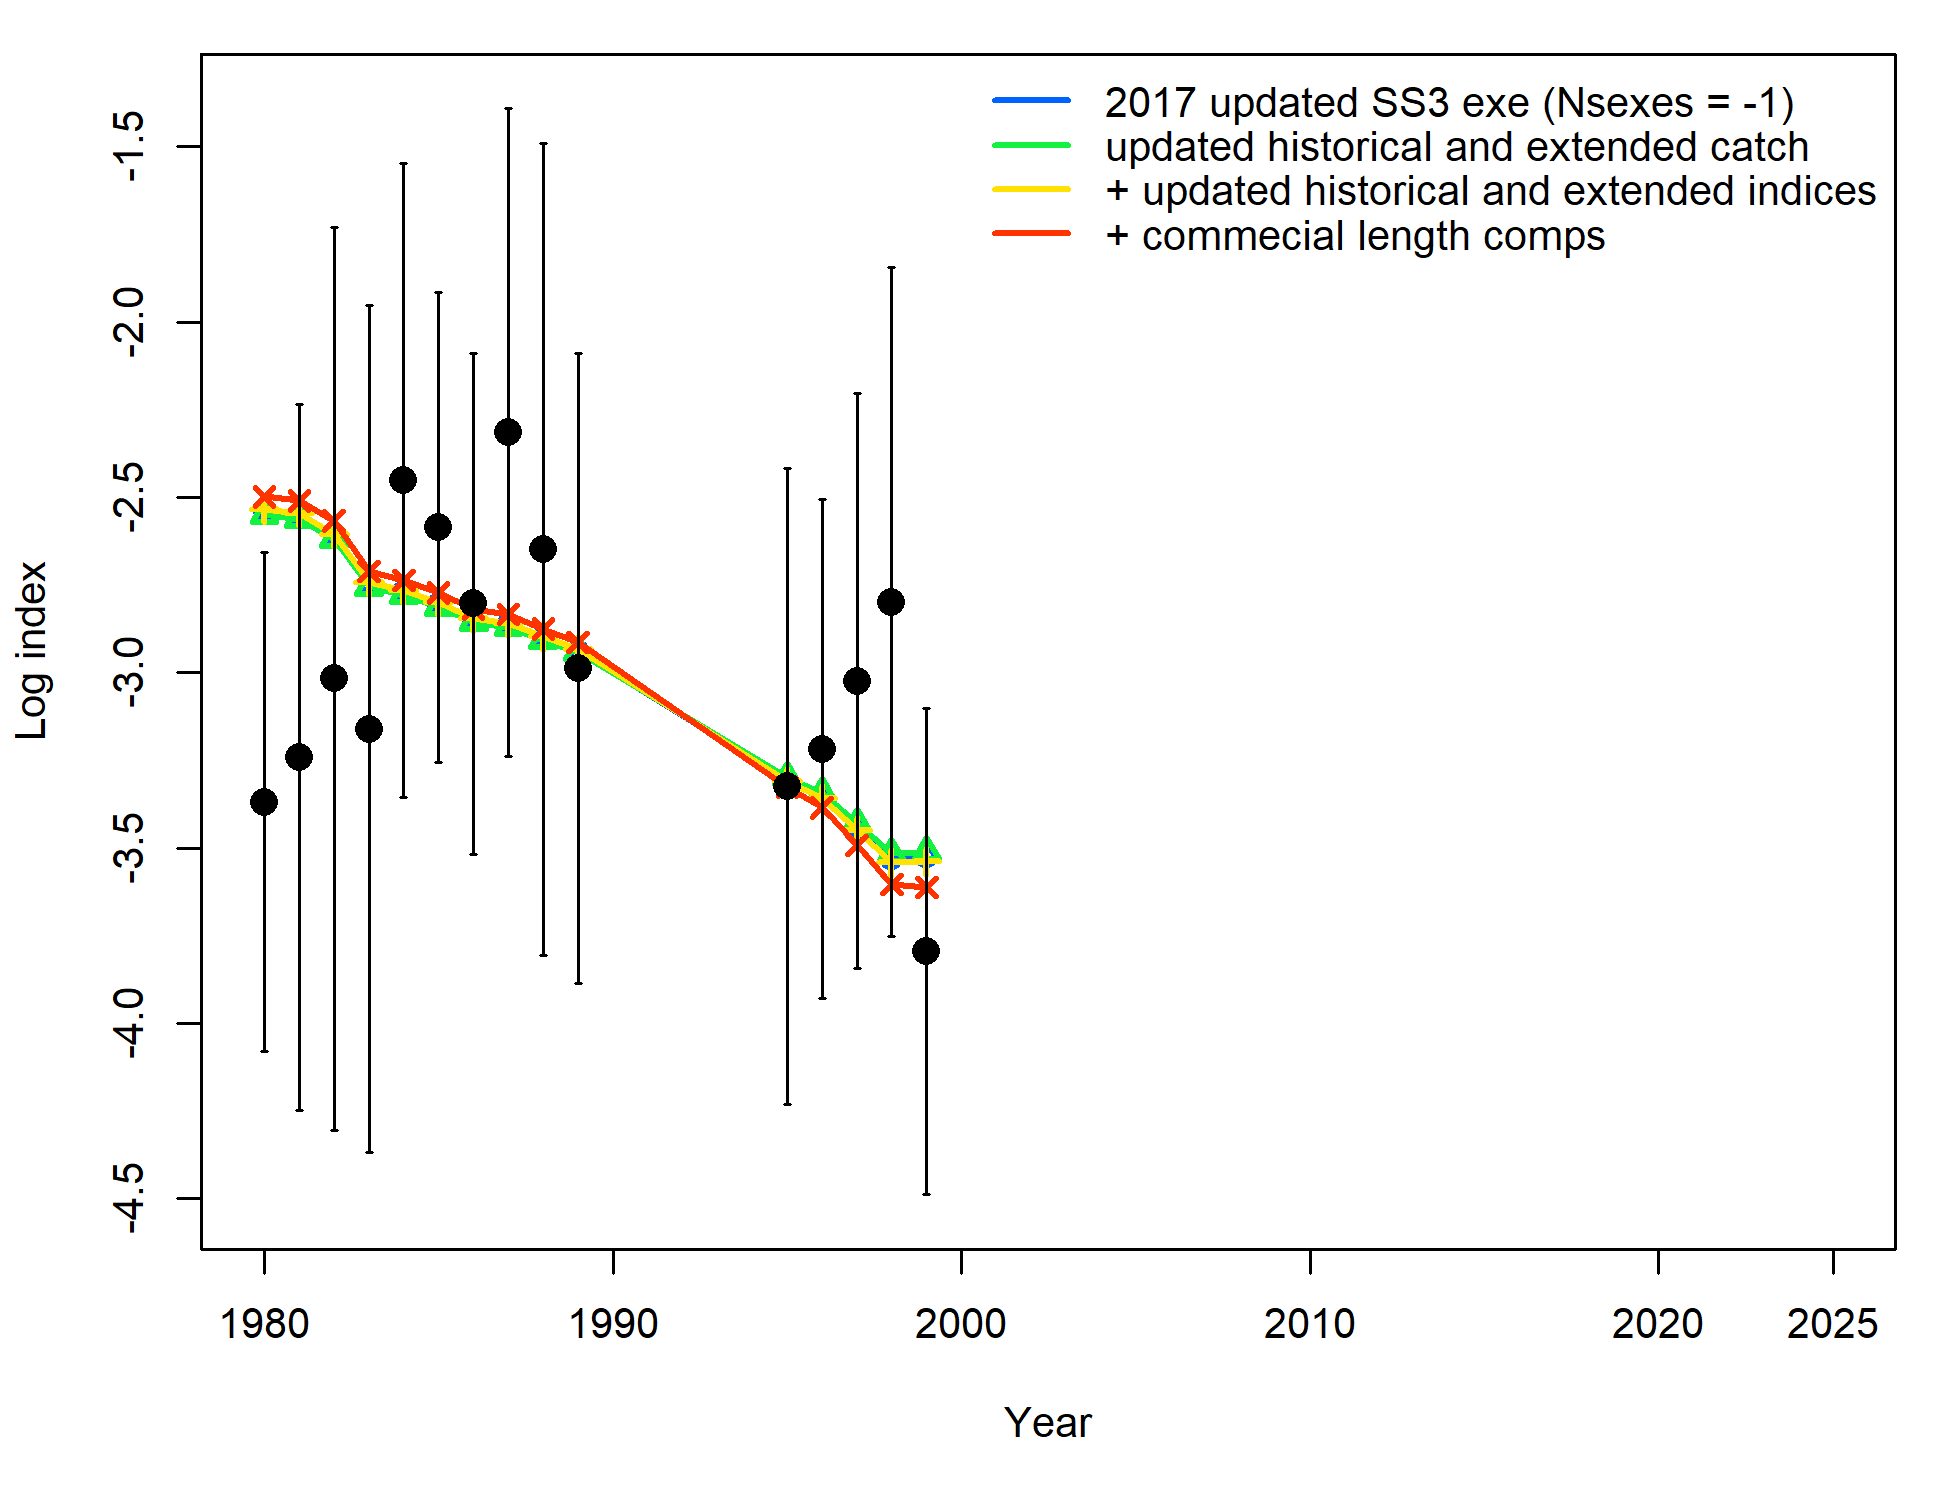 2017 updated SS3 exe (Nsexes = -1)
updated historical and extended catch
+ updated historical and extended indices
+ commecial length comps
-1.5
-2.0
-2.5
-3.0
-3.5
-4.0
-4.5
Log index
1980 1990 2000 2010 2020 2025
Year